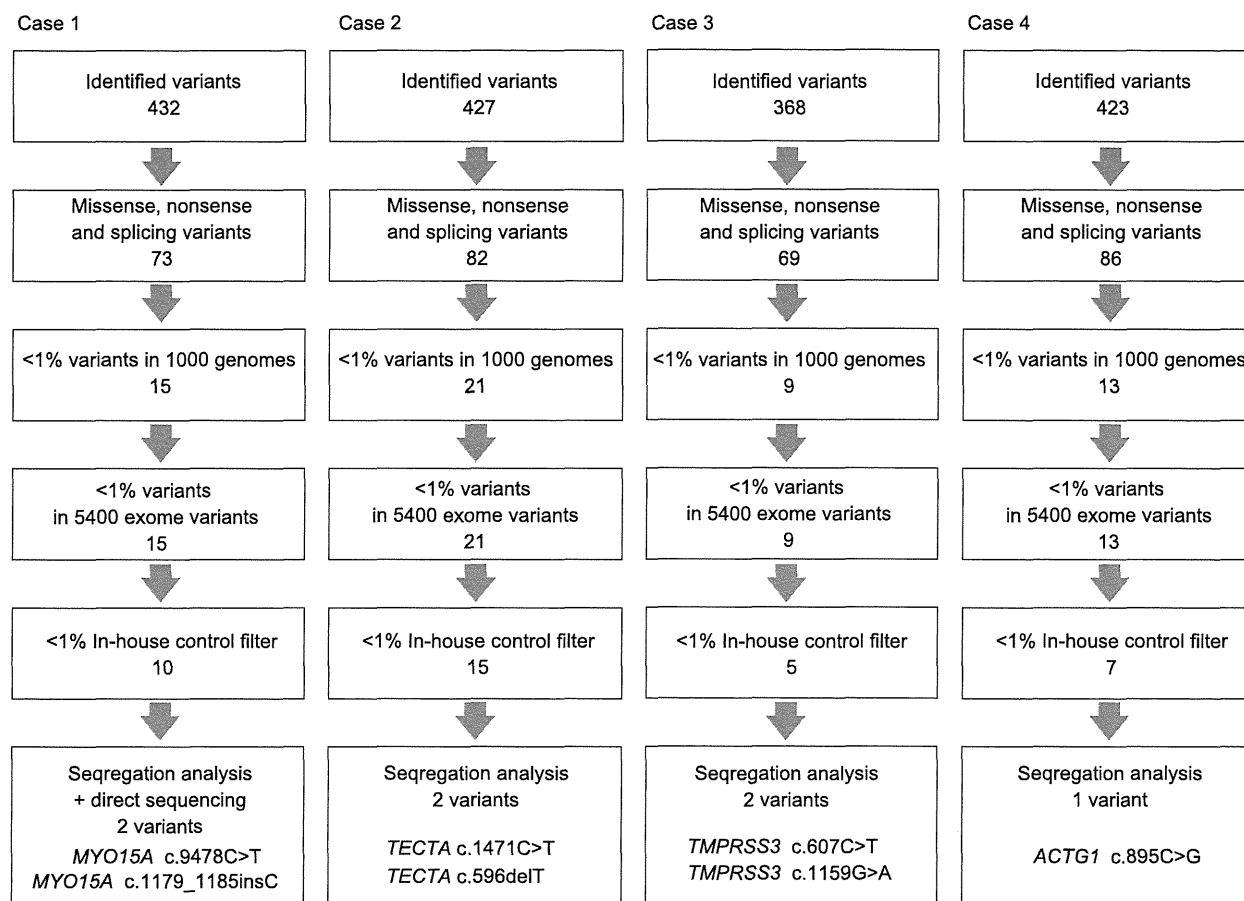 Case 1
Identified variants
432
Missense, nonsense
and splicing variants
73
<1% variants in 1000 genomes
15
<1% variants
in 5400 exome variants
15
<1% In-house control filter
10
Seqregation analysis
+ direct sequencing
2 variants
MYO15A c.9478C>T
MYO15A c.1179_1185insC
Case 2
Identified variants
427
Missense, nonsense
and splicing variants
82
<1% variants in 1000 genomes
21
<1% variants
in 5400 exome variants
21
<1% In-house control filter
15
Seqregation analysis
2 variants
TECTA c.1471C>T
TECTA c.596delT
Case 3
Identified variants
368
Missense, nonsense
and splicing variants
69
<1% variants in 1000 genomes
9
<1% variants
in 5400 exome variants
9
<1% In-house control filter
5
Seqregation analysis
2 variants
TMPRSS3 c.607C>T
TMPRSS3 c.1159G>A
Case 4
Identified variants
423
Missense, nonsense
and splicing variants
86
<1% variants in 1000 genomes
13
<1% variants
in 5400 exome variants
13
<1% In-house control filter
7
Seqregation analysis
1 variant
ACTG1 c.895C>G